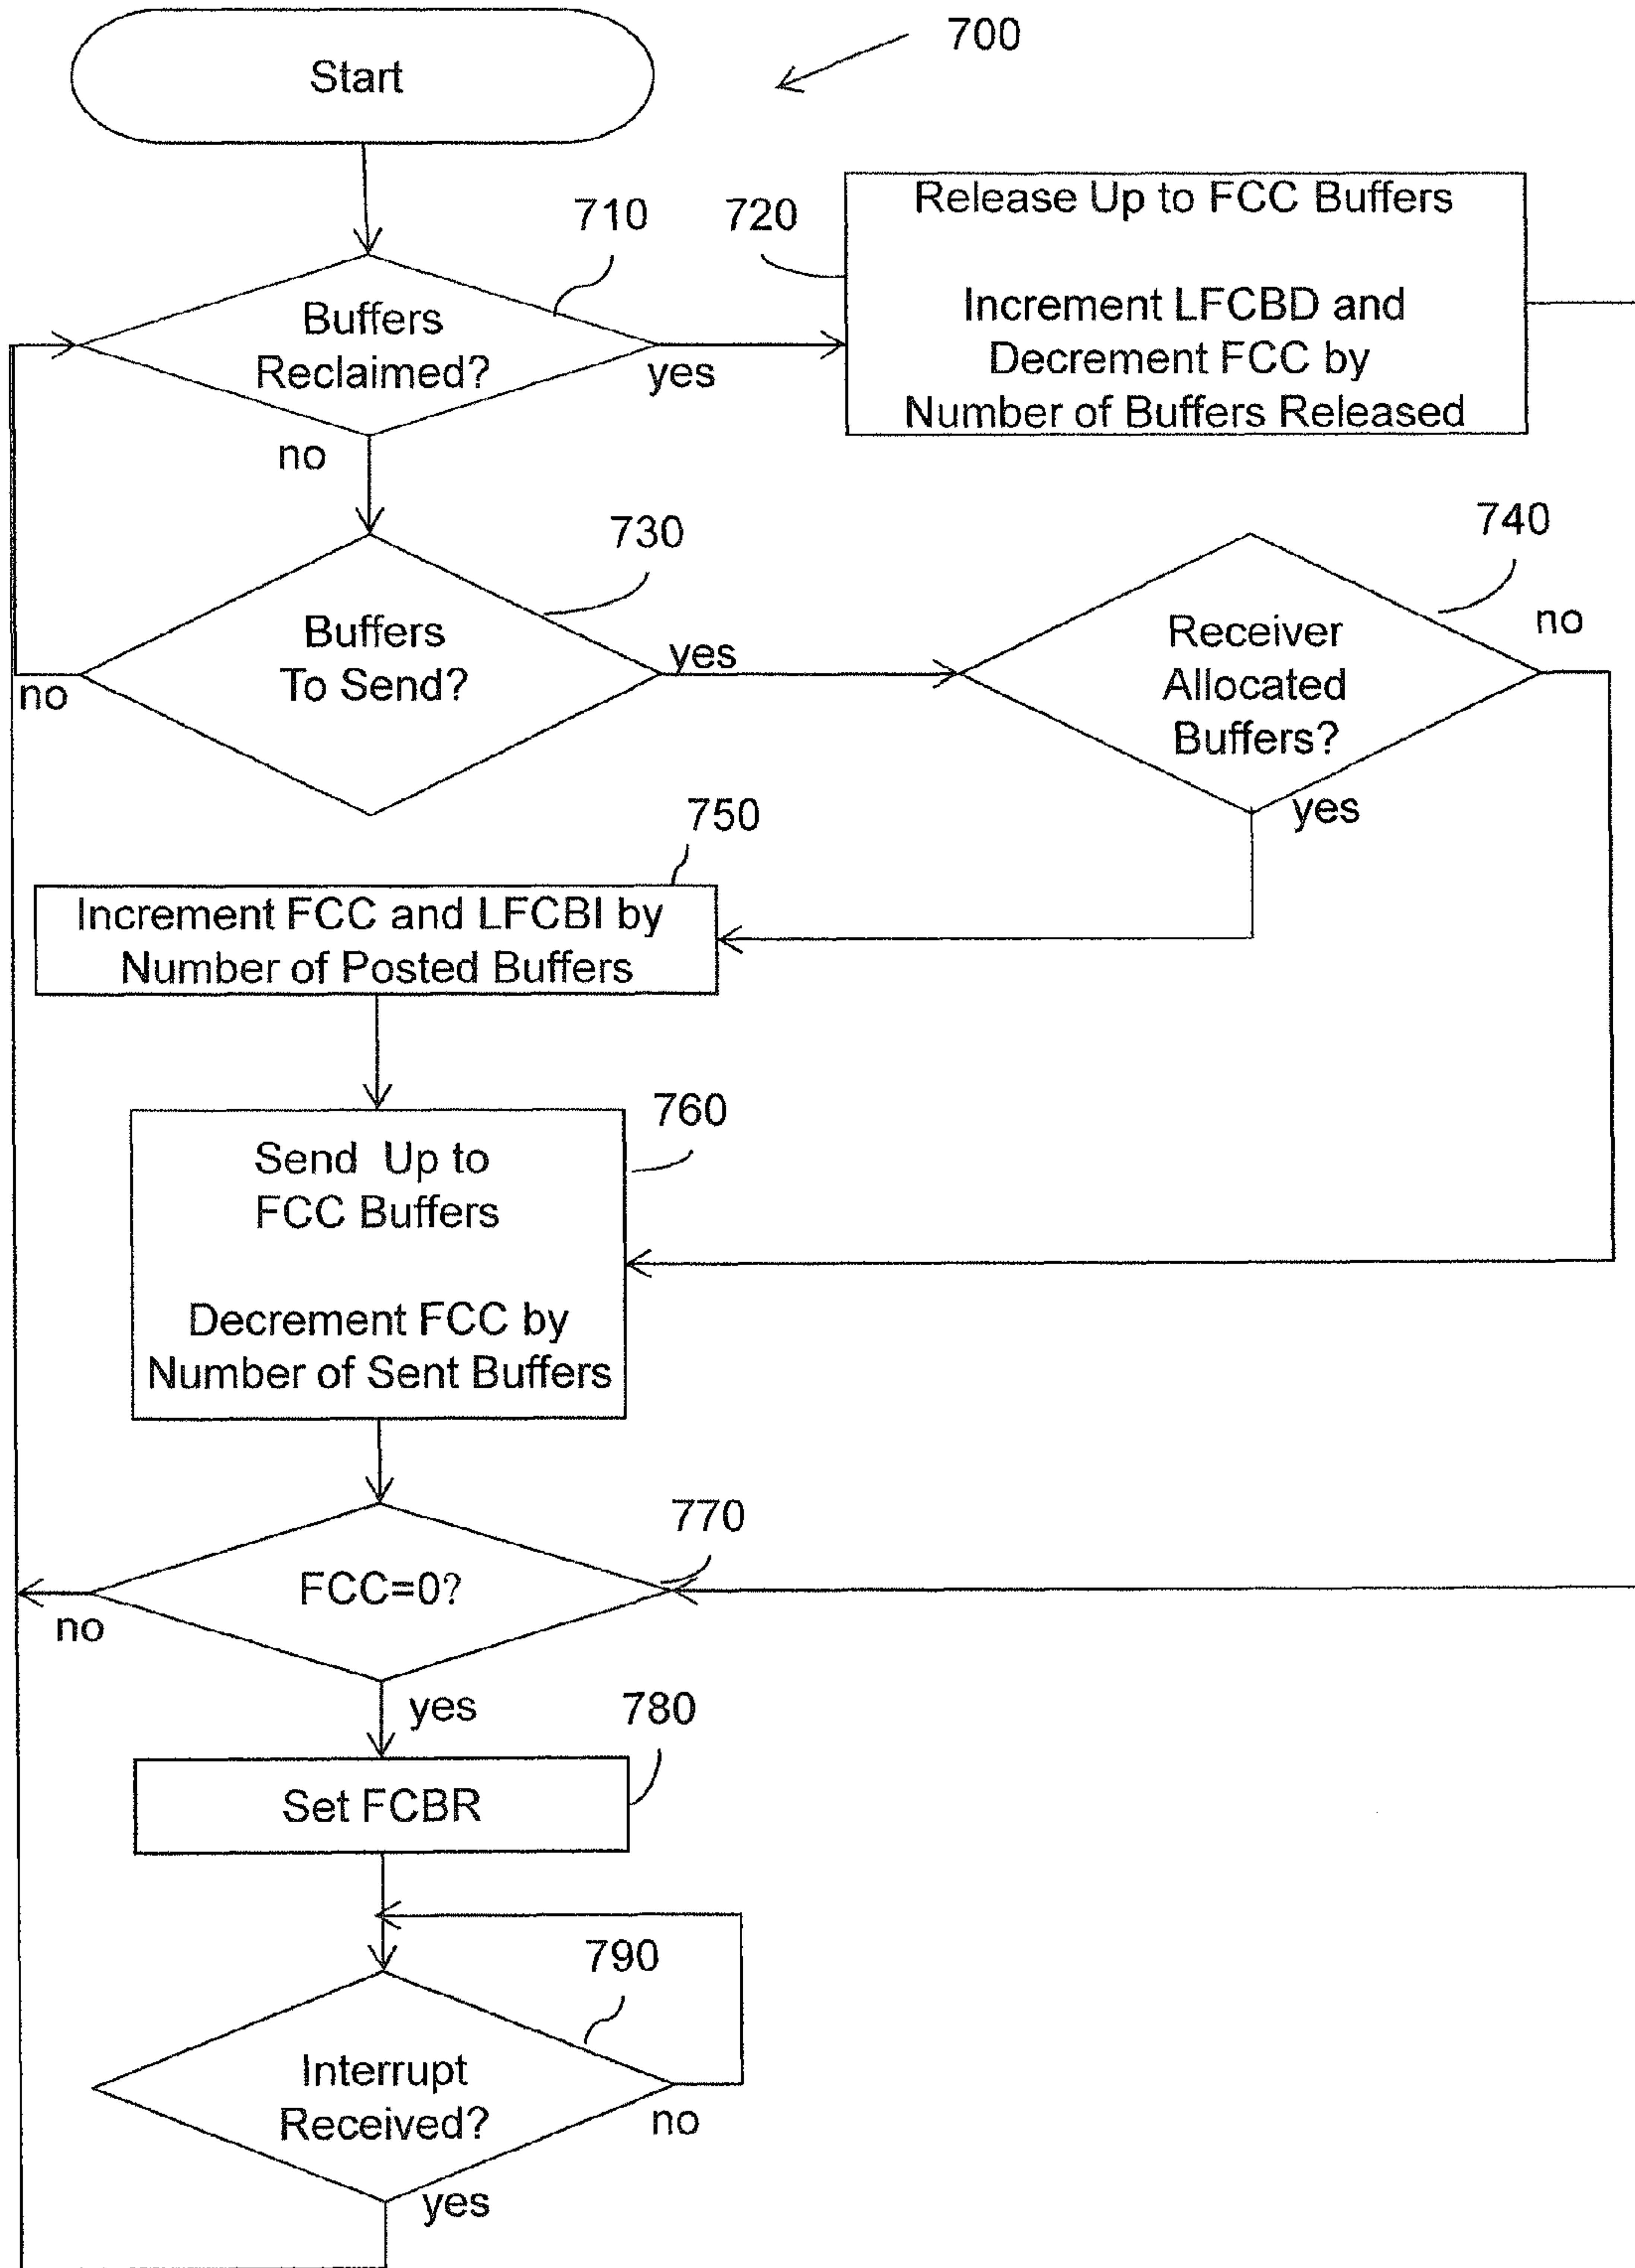 700
Start
710
720
Release Up to FCC Buffers
Increment LFCBD and
Decrement FCC by
Number of Buffers Released
Buffers
Reclaimed?
yes
no
730
740
Buffers
To Send?
yes
no
Receiver
Allocated
Buffers?
no
yes
750
Increment FCC and LFCBI by
Number of Posted Buffers
760
Send Up to
FCC Buffers
Decrement FCC by
Number of Sent Buffers
770
FCC=0?
no
yes
780
Set FCBR
790
Interrupt
Received?
no
yes